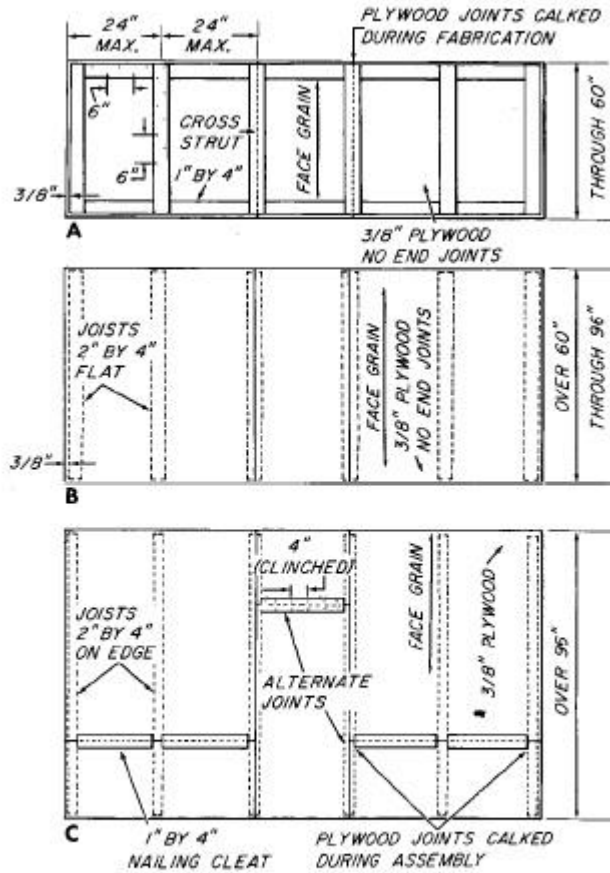 24"
MAX.
24"
MAX.
PLYWOOD JOINTS CALKED
DURING FABRICATION
6"
CROSS
STRUT
6"
1" BY 4"
FACE GRAIN
THROUGH 60"
3/8"
A
3/8" PLYWOOD
NO END JOINTS
JOISTS
2" BY 4"
FLAT
FACE GRAIN
3/8" PLYWOOD
NO END JOINTS
OVER 60"
THROUGH 96"
3/8"
B
4"
(CLINCHED)
JOISTS
2" BY 4"
ON EDGE
FACE GRAIN
3/8" PLYWOOD
OVER 96"
ALTERNATE
JOINTS
C
1" BY 4"
NAILING CLEAT
PLYWOOD JOINTS CALKED
DURING ASSEMBLY